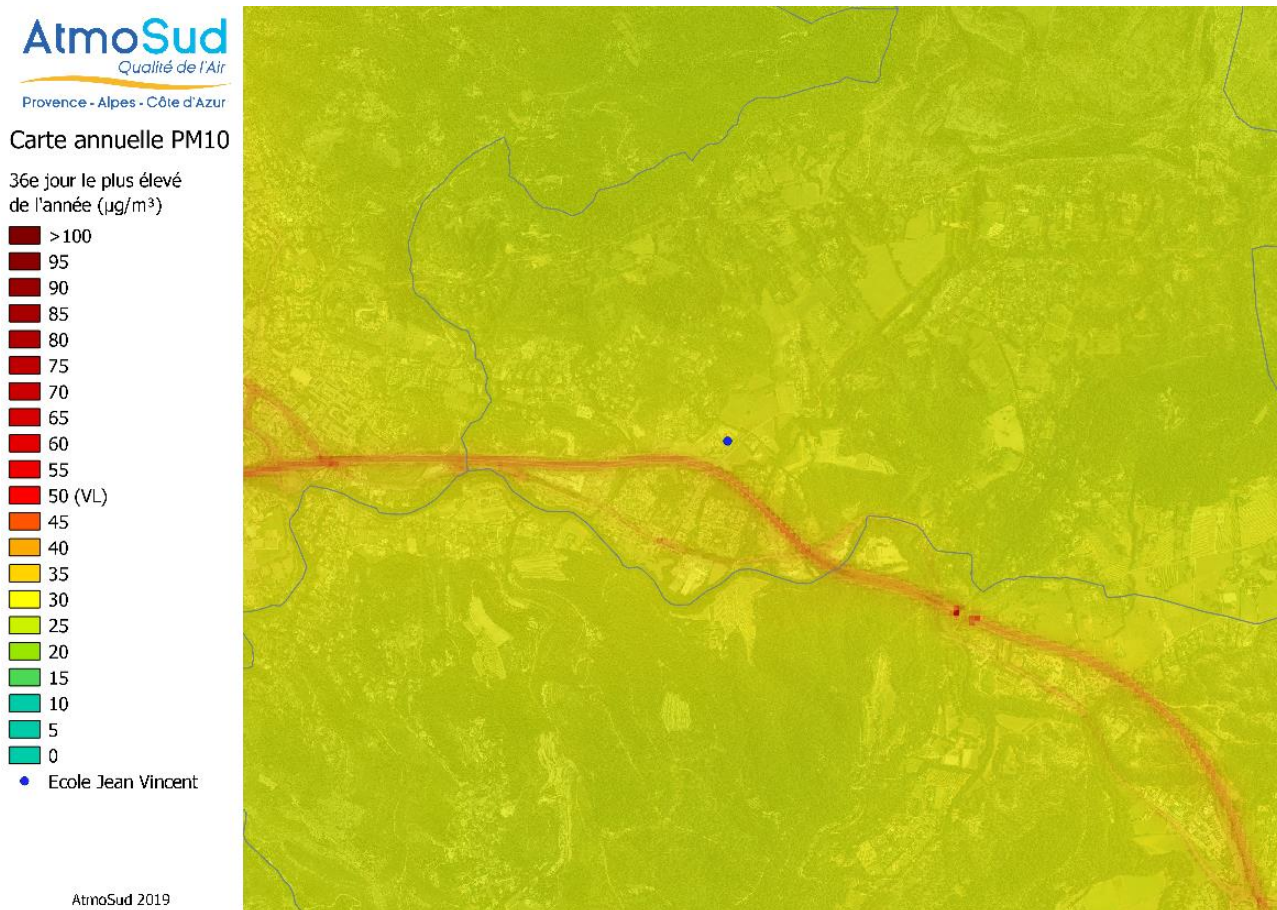 AtmoSud
Qualité de l'Air
Provence - Alpes - Côte d'Azur
Carte annuelle PM10
36e jour le plus élevé
de l'année (µg/m³)
>100
95
90
85
80
75
70
65
60
55
50 (VL)
45
40
35
30
25
20
15
10
5
0
Ecole Jean Vincent
AtmoSud 2019